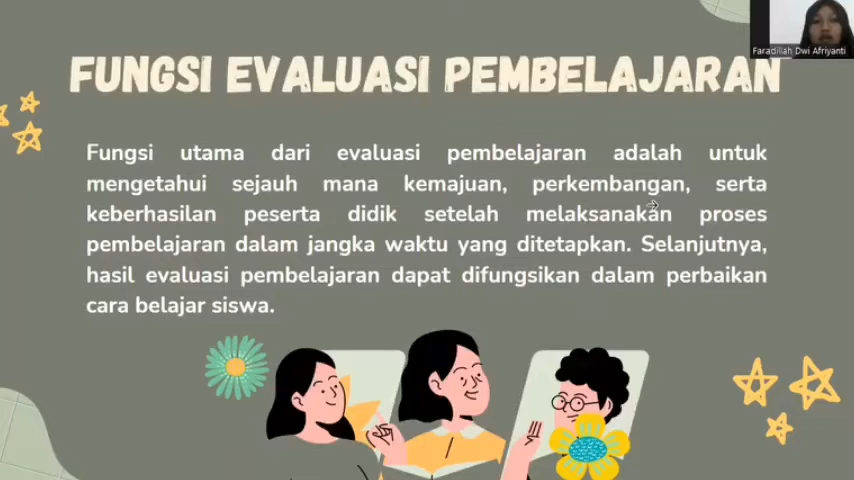 Faradillah Dwi Afriyanti
FUNGSI EVALUASI PEMBELAJARAN
Fungsi utama dari evaluasi pembelajaran adalah untuk
mengetahui sejauh mana kemajuan, perkembangan, serta
keberhasilan peserta didik setelah melaksanakan proses
pembelajaran dalam jangka waktu yang ditetapkan. Selanjutnya,
hasil evaluasi pembelajaran dapat difungsikan dalam perbaikan
cara belajar siswa.